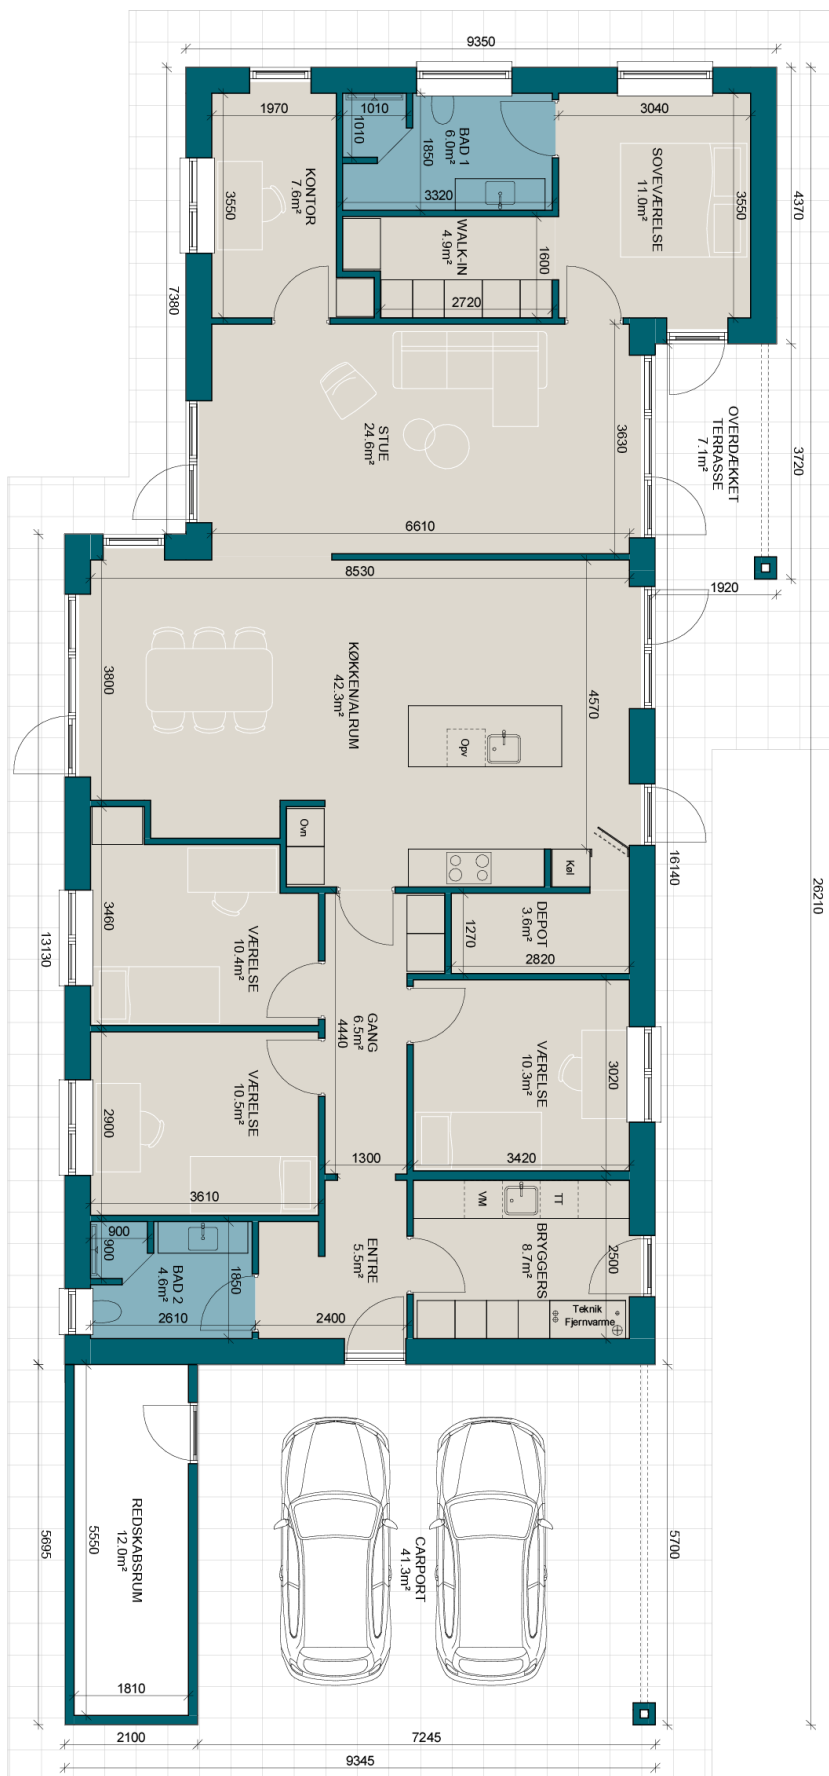 9350
1970
1010
3040
1010
BAD 1
6.0m²
1850
KONTOR
7.6m²
3550
SOVEVÆRELSE
11.0m²
3550
4370
3320
WALK-IN
4.9m²
1600
7380
2720
STUE
24.6m²
3630
OVERDÆKKET
TERRASSE
7.1m²
3720
6610
8530
1920
3800
KØKKEN/ALRUM
42.3m²
4570
Opv
Ovn
Køl
16140
26210
3460
13130
VÆRELSE
10.4m²
DEPOT
3.6m²
1270
2820
GANG
6.5m²
4440
VÆRELSE
10.3m²
3020
2900
VÆRELSE
10.5m²
1300
3420
3610
VM
TT
900
900
BAD 2
4.6m²
1850
ENTRE
5.5m²
BRYGGERS
8.7m²
2500
2610
2400
Teknik
Fjernvarme
5695
5550
REDSKABSRUM
12.0m²
CARPORT
41.3m²
5700
1810
2100
7245
9345